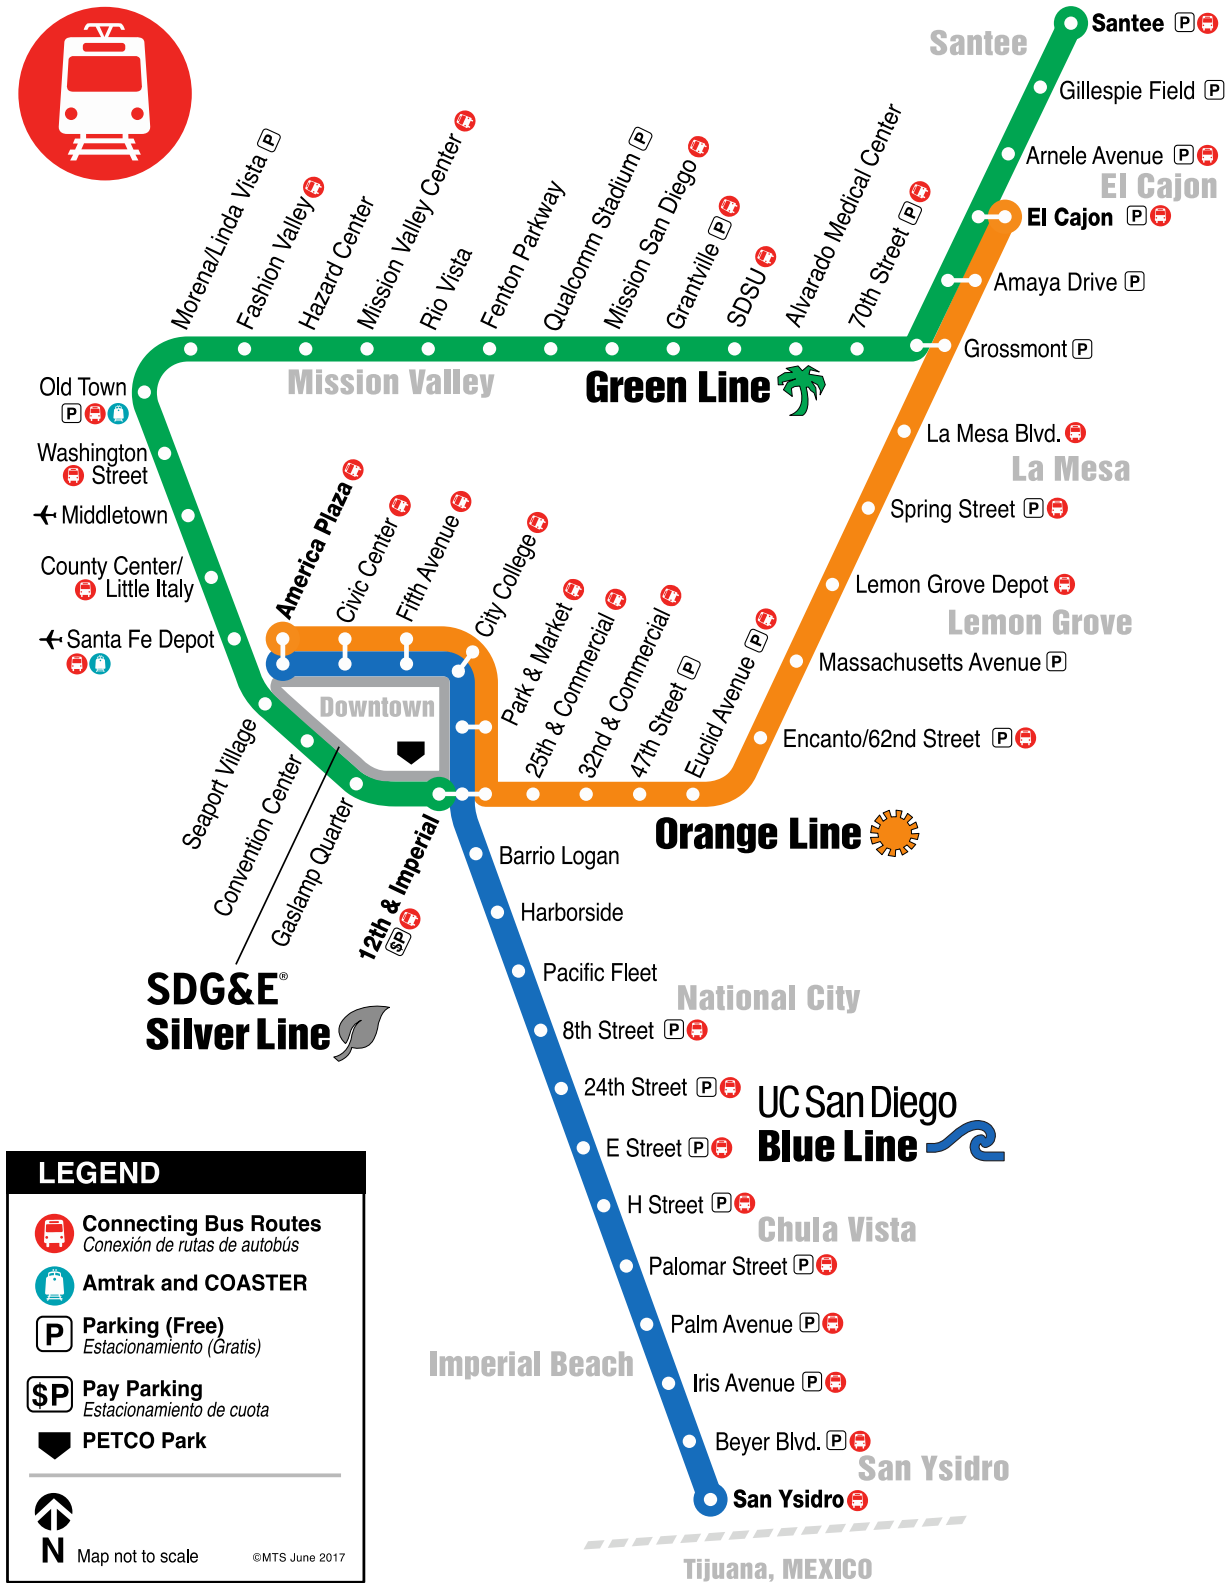 Santee
Santee P
Gillespie Field P
Arnele Avenue P
El Cajon
El Cajon P
Amaya Drive P
Grossmont P
Morena/Linda Vista P
Fashion Valley
Hazard Center
Mission Valley Center
Rio Vista
Fenton Parkway
Qualcomm Stadium P
Mission San Diego
Grantville P
SDSU
Alvarado Medical Center
70th Street P
Mission Valley
Green Line
Old Town
P
Washington
Street
Middletown
County Center/
Little Italy
Santa Fe Depot
La Mesa Blvd.
La Mesa
Spring Street P
Lemon Grove Depot
Lemon Grove
Massachusetts Avenue P
Encanto/62nd Street P
America Plaza
Civic Center
Fifth Avenue
City College
Park & Market
25th & Commercial
32nd & Commercial
47th Street P
Euclid Avenue P
Downtown
Orange Line
Seaport Village
Convention Center
Gaslamp Quarter
12th & Imperial
$P
SDG&E®
Silver Line
Barrio Logan
Harborside
Pacific Fleet
National City
8th Street P
24th Street P
UC San Diego
Blue Line
E Street P
H Street P
Chula Vista
Palomar Street P
Palm Avenue P
Imperial Beach
Iris Avenue P
Beyer Blvd. P
San Ysidro
San Ysidro
Tijuana, MEXICO
LEGEND
Connecting Bus Routes
Conexión de rutas de autobús
Amtrak and COASTER
P Parking (Free)
Estacionamiento (Gratis)
$P Pay Parking
Estacionamiento de cuota
PETCO Park
N Map not to scale
©MTS June 2017